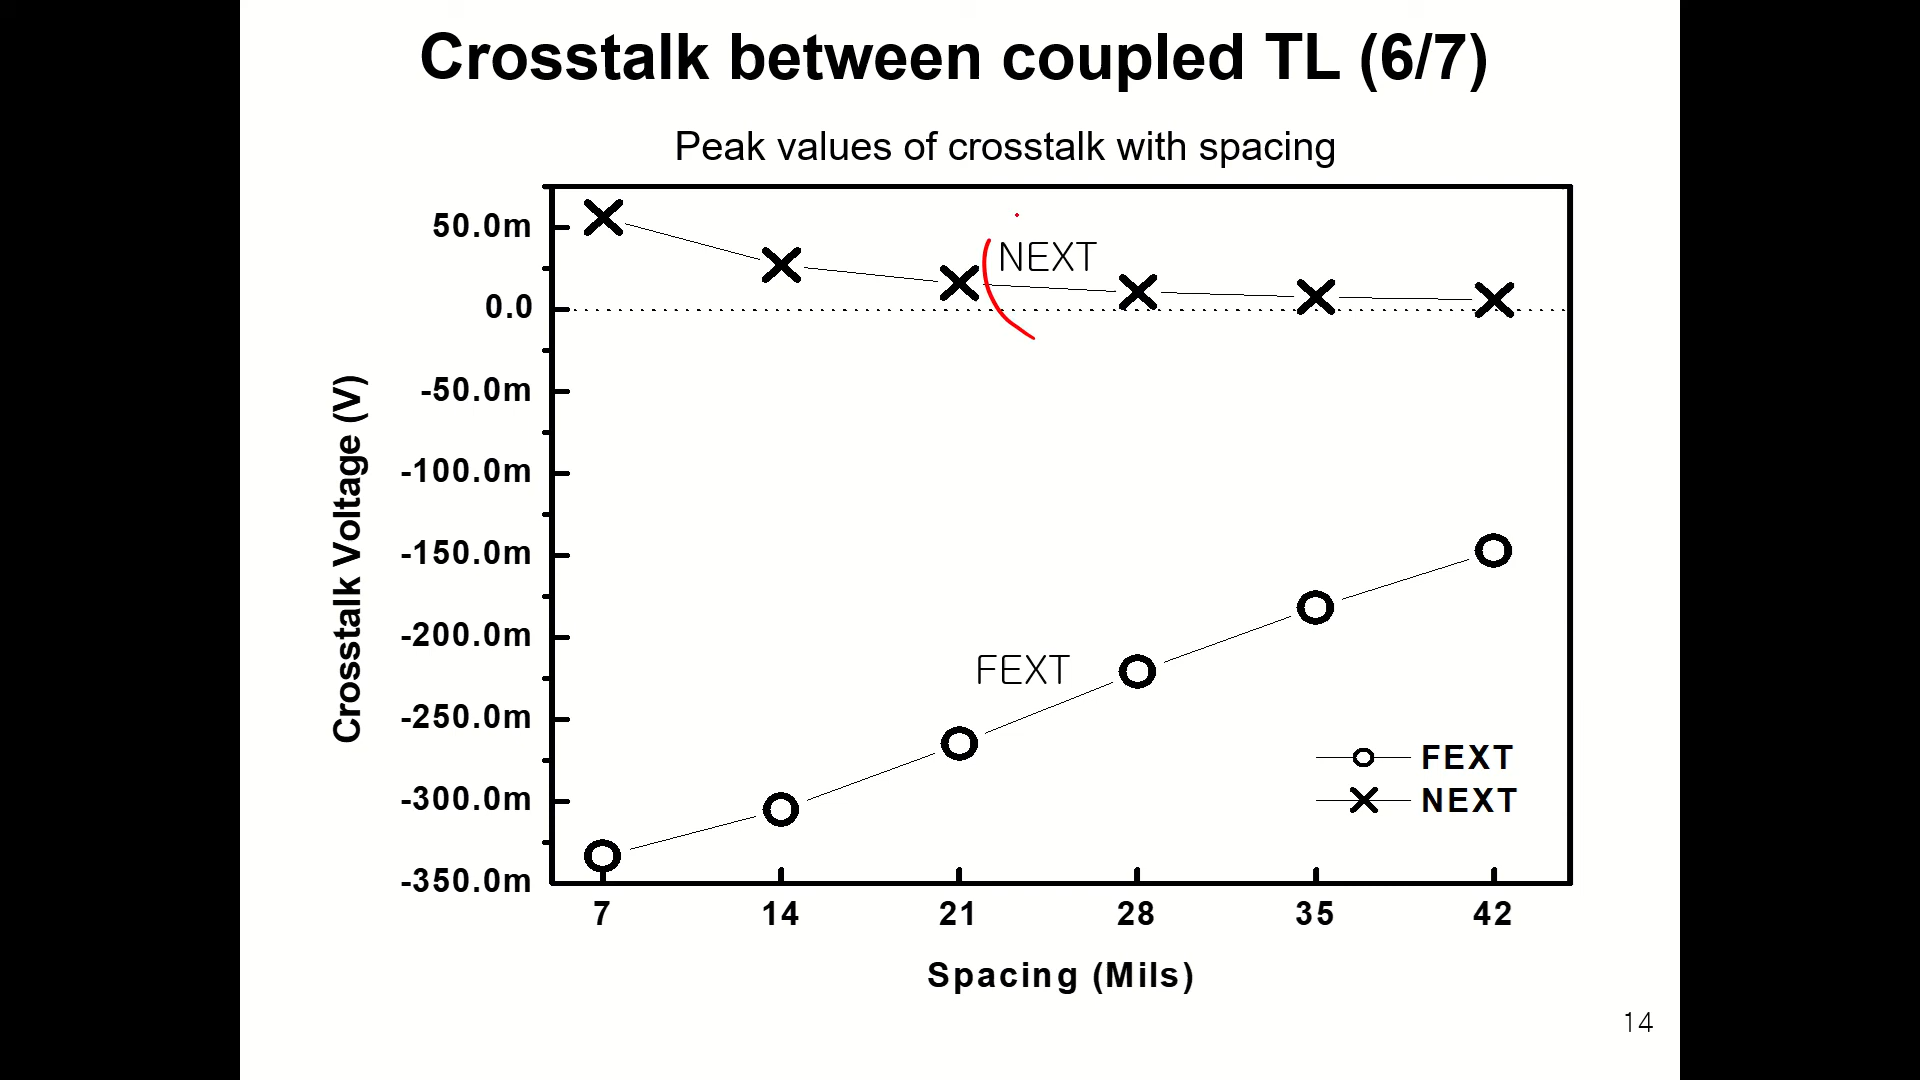 Crosstalk between coupled TL (6/7)
Peak values of crosstalk with spacing
50.0m
0.0
-50.0m
-100.0m
-150.0m
-200.0m
-250.0m
-300.0m
-350.0m
Crosstalk Voltage (V)
NEXT
FEXT
FEXT
NEXT
7 14 21 28 35 42
Spacing (Mils)
14